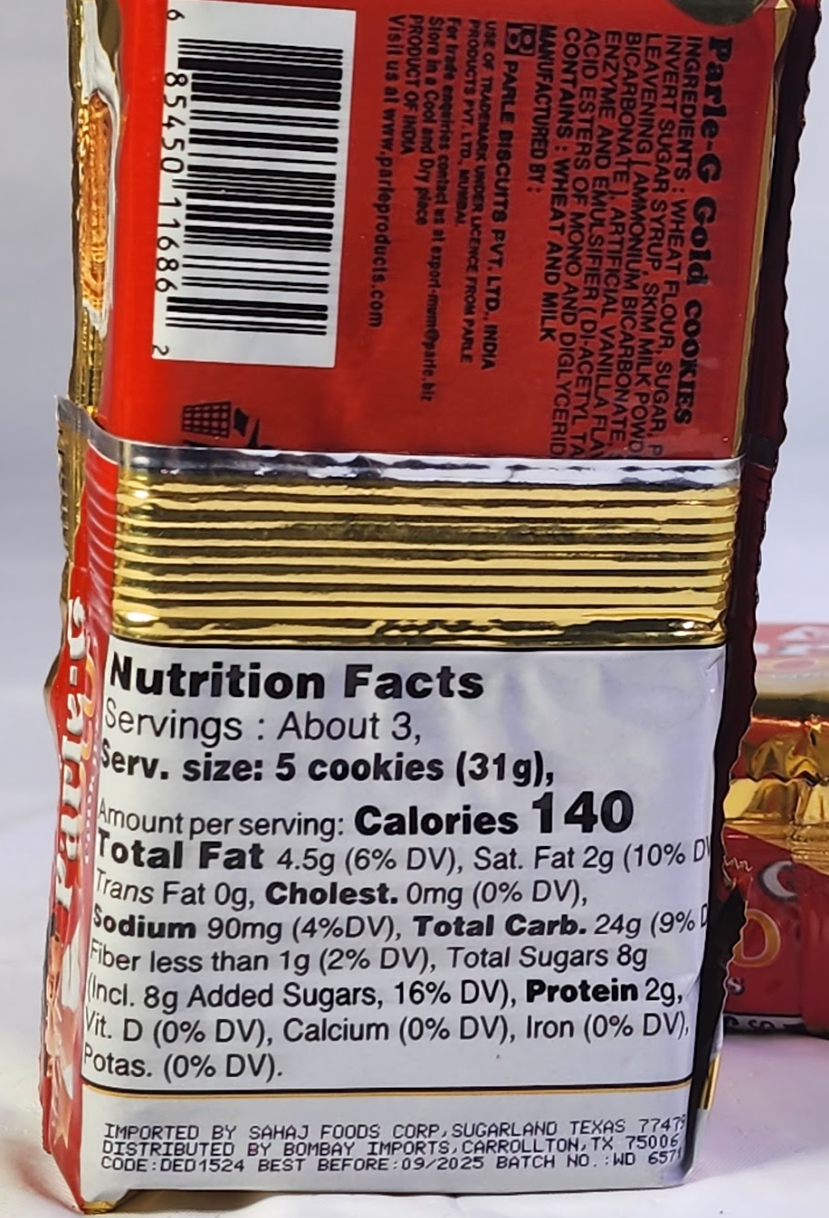 Parle-G Gold COOKIES
INGREDIENTS : WHEAT FLOUR, SUGAR, P
INVERT SUGAR SYRUP, SKIM MILK POWD
LEAVENING [ AMMONIUM BICARBONATE,
BICARBONATE ], ARTIFICIAL VANILLA FLA
ENZYME AND EMULSIFIER ( DI-ACETYL TA
ACID ESTERS OF MONO AND DIGLYCERID
CONTAINS : WHEAT AND MILK
MANUFACTURED BY :
PARLE BISCUITS PVT. LTD., INDIA
USE OF TRADEMARK UNDER LICENCE FROM PARLE
PRODUCTS PVT. LTD., MUMBAI
For trade enquiries contact us at export-mum@parle.biz
Store in a Cool and Dry place
PRODUCT OF INDIA
Visit us at www.parleproducts.com
6 85450 11686 2
Nutrition Facts
Servings : About 3,
Serv. size: 5 cookies (31g),
Amount per serving: Calories 140
Total Fat 4.5g (6% DV), Sat. Fat 2g (10% DV
Trans Fat 0g, Cholest. 0mg (0% DV),
Sodium 90mg (4%DV), Total Carb. 24g (9% D
Fiber less than 1g (2% DV), Total Sugars 8g
(Incl. 8g Added Sugars, 16% DV), Protein 2g,
Vit. D (0% DV), Calcium (0% DV), Iron (0% DV),
Potas. (0% DV).
IMPORTED BY SAHAJ FOODS CORP,SUGARLAND TEXAS 77479
DISTRIBUTED BY BOMBAY IMPORTS,CARROLLTON,TX 75006
CODE:DED1524 BEST BEFORE:09/2025 BATCH NO.:WD 6571
Parle-G